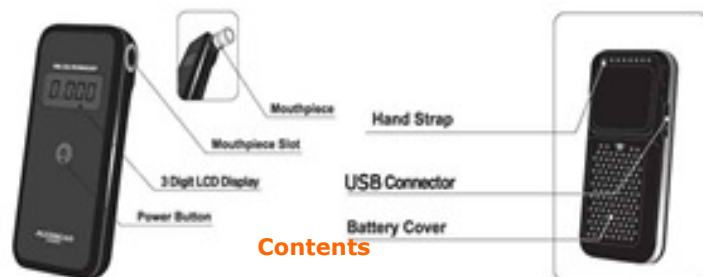 0.000
Mouthpiece
Mouthpiece Slot
3 Digit LCD Display
Power Button
Hand Strap
USB Connector
Battery Cover
Contents